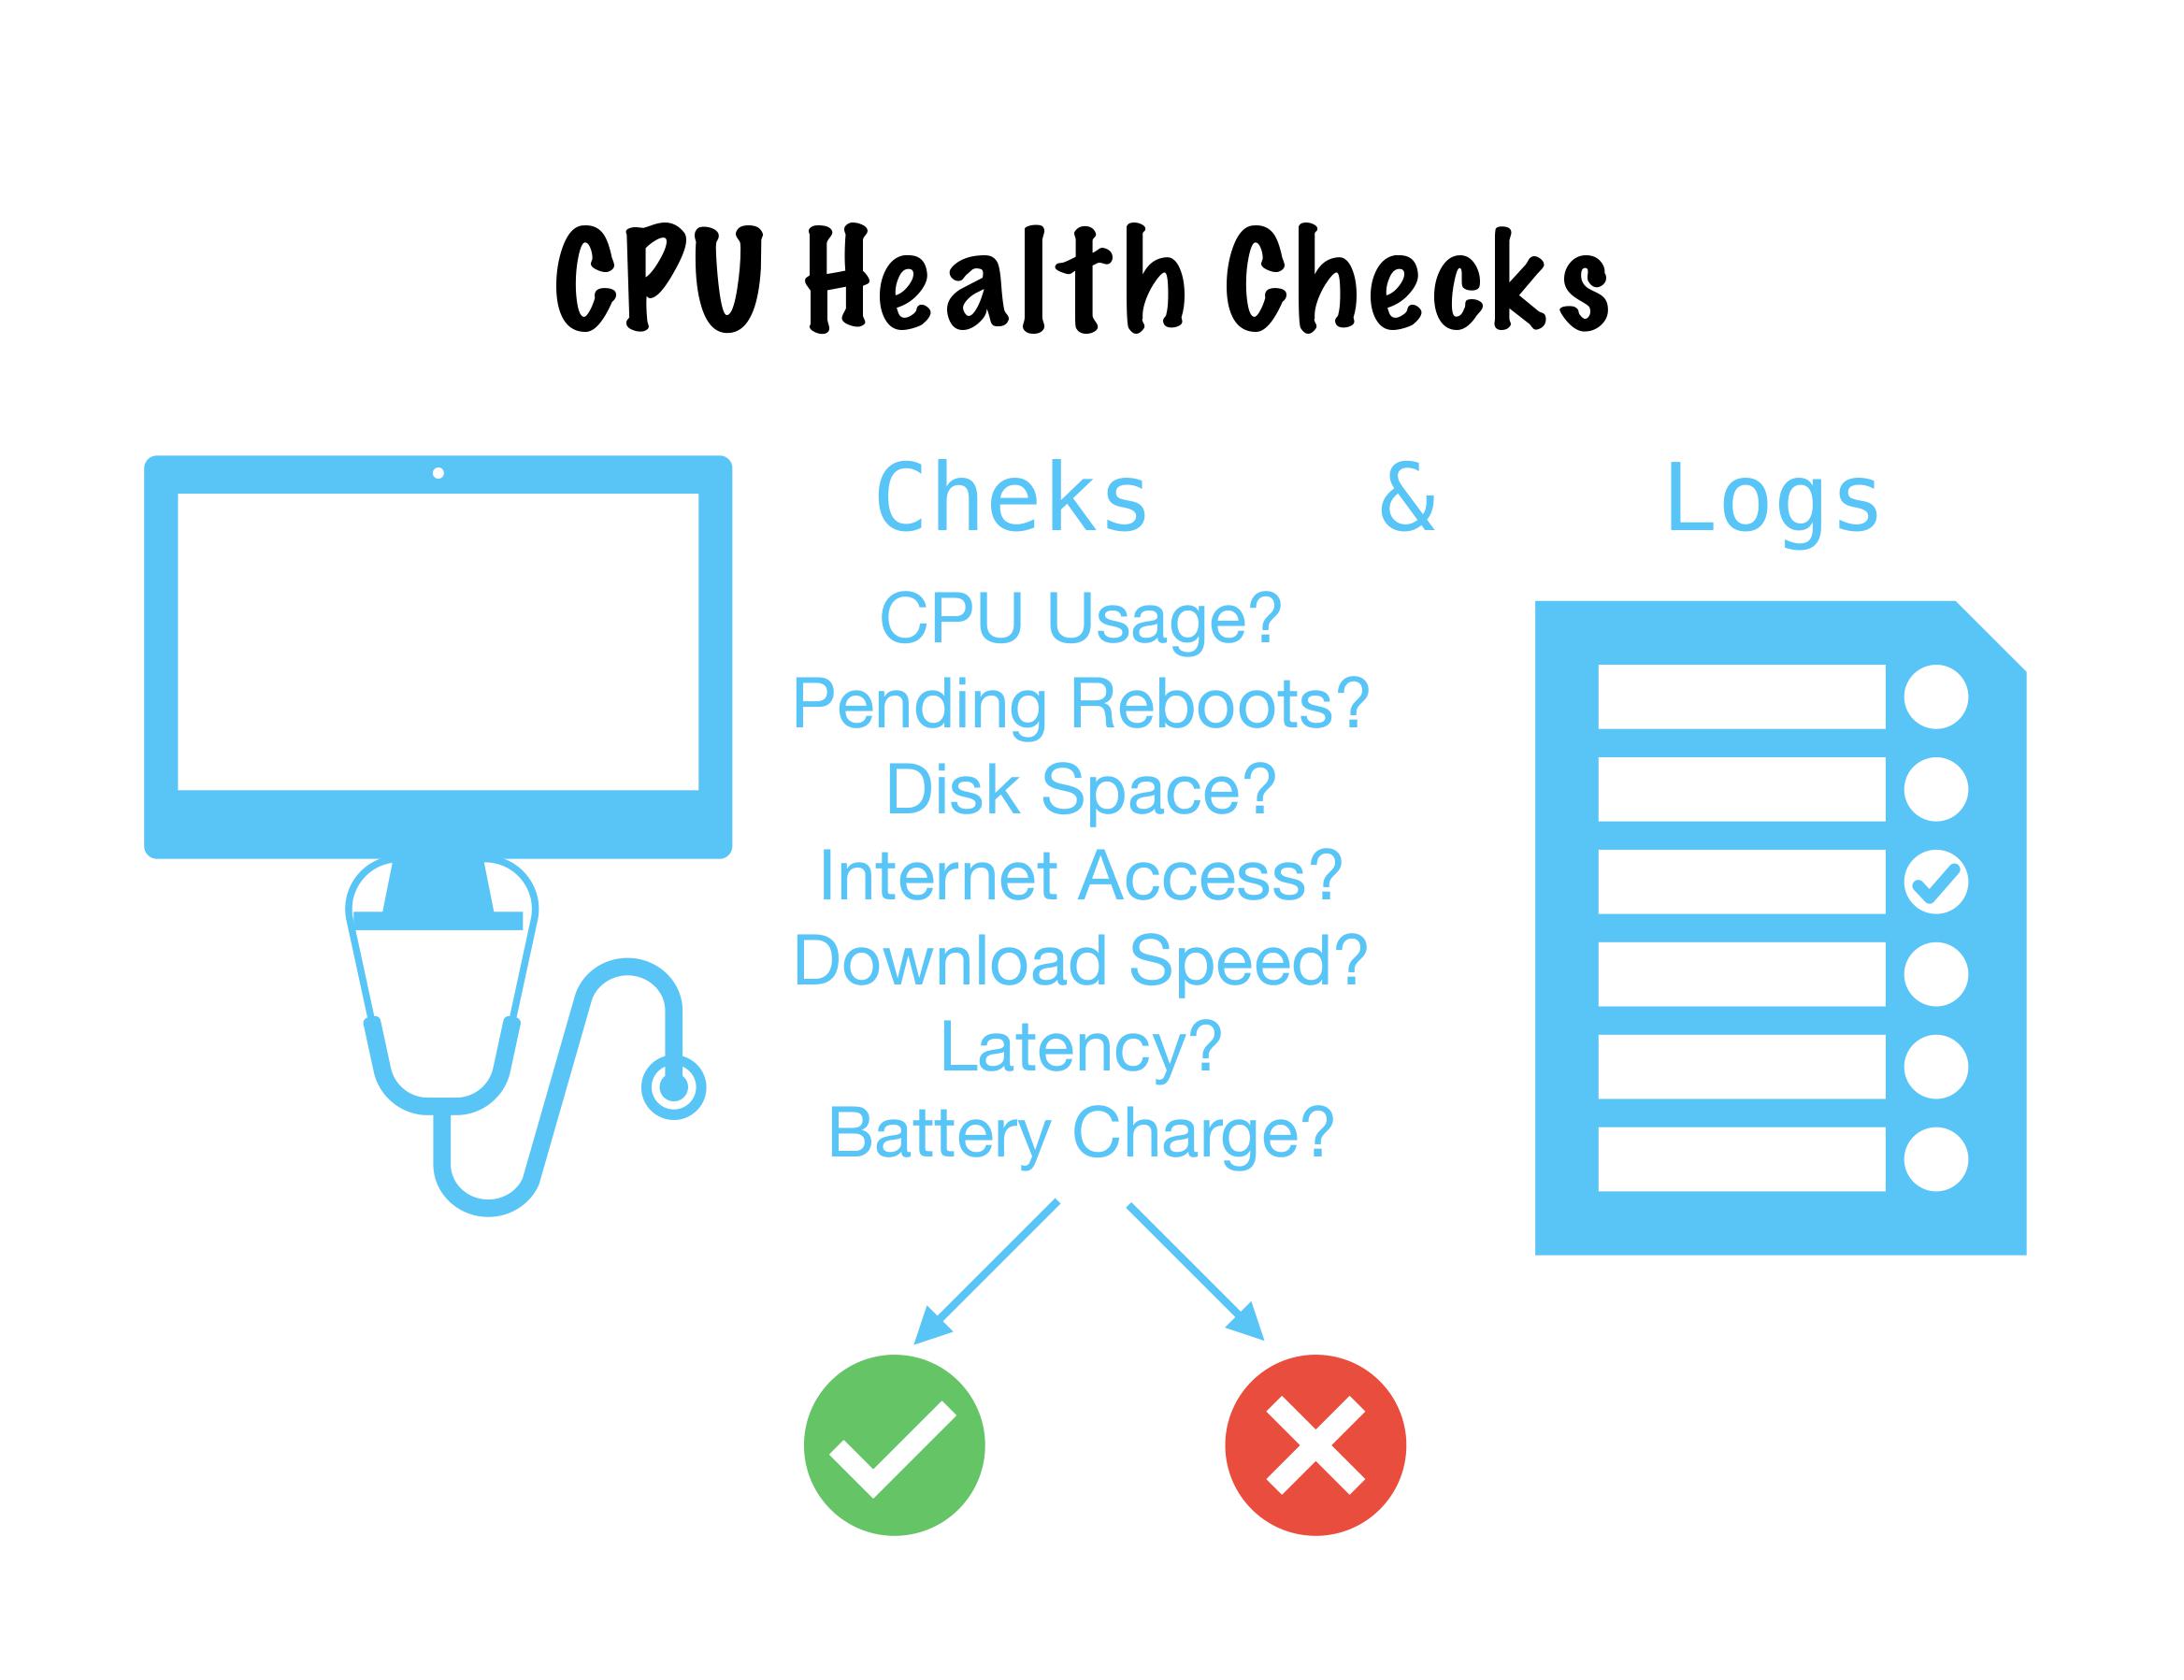 CPU Health Checks
Cheks & Logs
CPU Usage?
Pending Reboots?
Disk Space?
Internet Access?
Download Speed?
Latency?
Battery Charge?